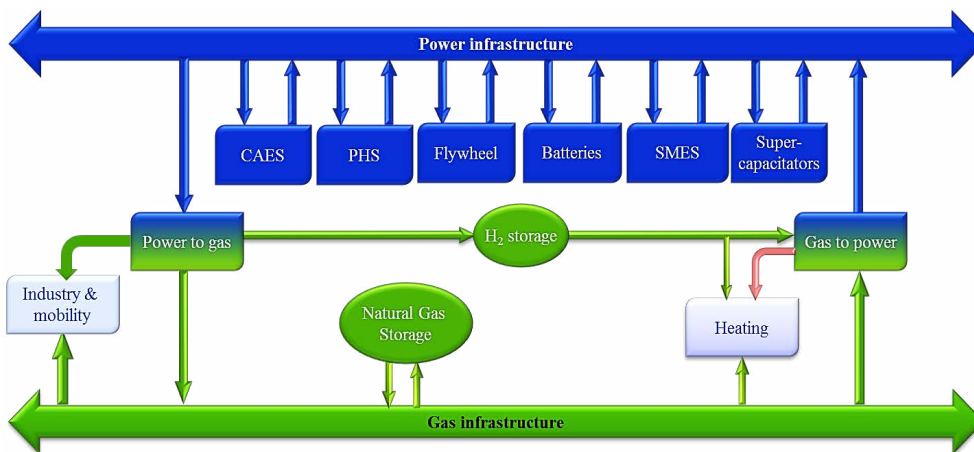 Power infrastructure
CAES
PHS
Flywheel
Batteries
SMES
Super-
capacitators
Power to gas
H₂ storage
Gas to power
Industry &
mobility
Natural Gas
Storage
Heating
Gas infrastructure